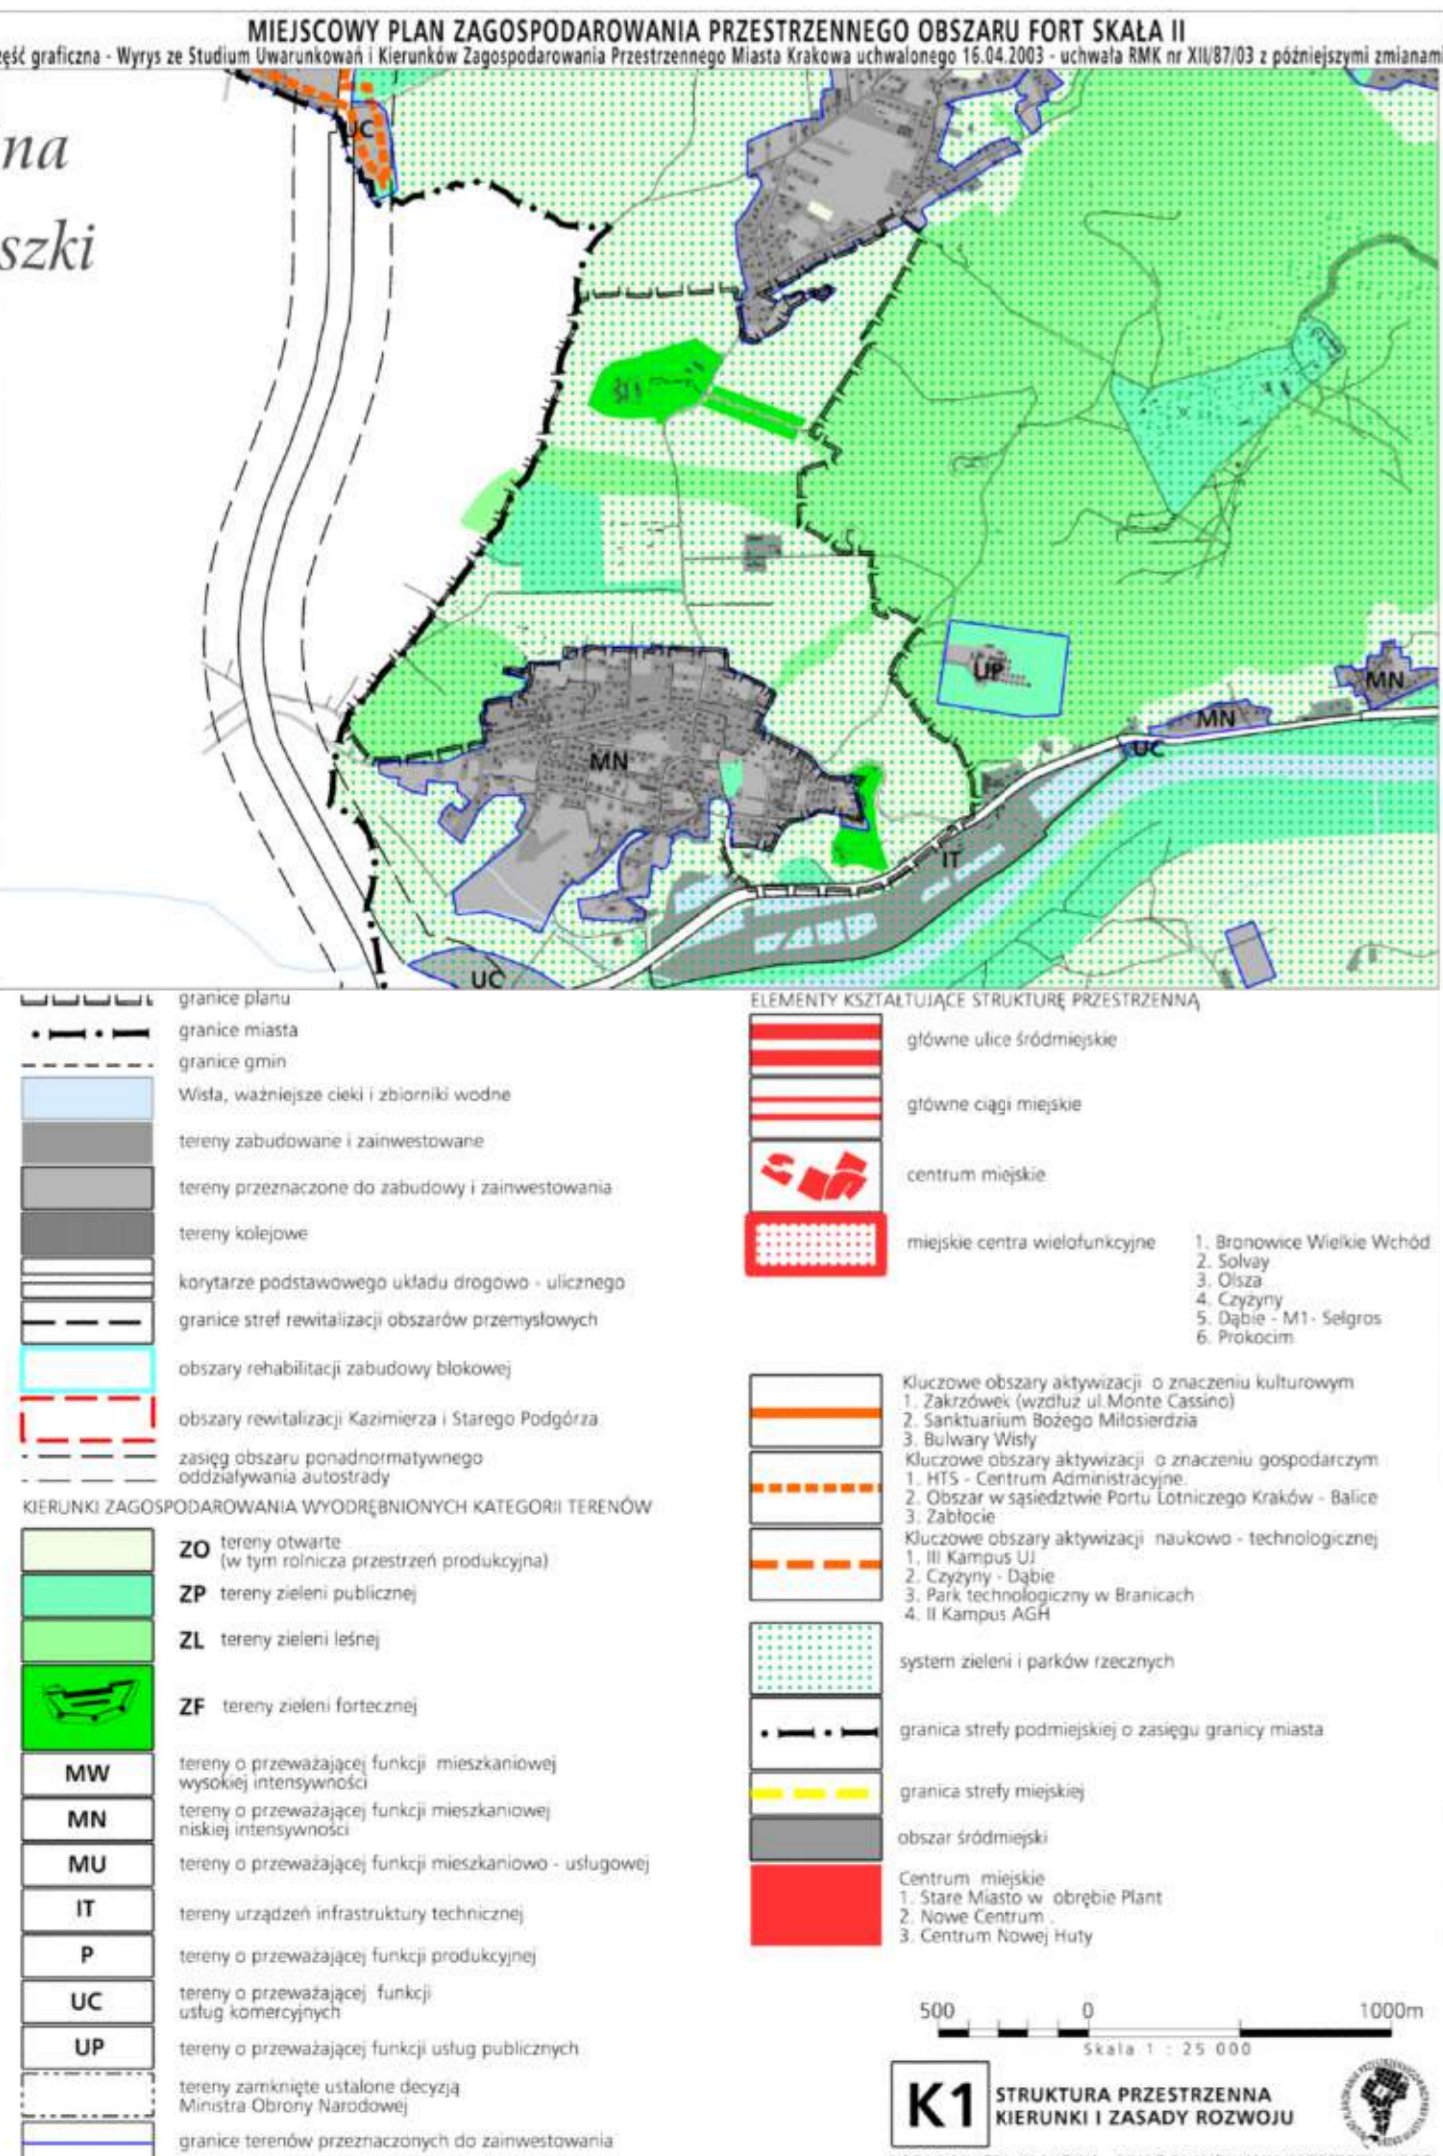 MIEJSCOWY PLAN ZAGOSPODAROWANIA PRZESTRZENNEGO OBSZARU FORT SKAŁA II
zęść graficzna - Wyrys ze Studium Uwarunkowań i Kierunków Zagospodarowania Przestrzennego Miasta Krakowa uchwalonego 16.04.2003 - uchwała RMK nr XII/87/03 z późniejszymi zmianam
na
szki
UC
UP
MN
MN
UC
MN
IT
UC
granice planu
granice miasta
granice gmin
Wisła, ważniejsze cieki i zbiorniki wodne
tereny zabudowane i zainwestowane
tereny przeznaczone do zabudowy i zainwestowania
tereny kolejowe
korytarze podstawowego układu drogowo - ulicznego
granice stref rewitalizacji obszarów przemysłowych
obszary rehabilitacji zabudowy blokowej
obszary rewitalizacji Kazimierza i Starego Podgórza
zasięg obszaru ponadnormatywnego
oddziaływania autostrady
KIERUNKI ZAGOSPODAROWANIA WYODRĘBNIONYCH KATEGORII TERENÓW
ZO tereny otwarte
(w tym rolnicza przestrzeń produkcyjna)
ZP tereny zieleni publicznej
ZL tereny zieleni leśnej
ZF tereny zieleni fortecznej
MW tereny o przeważającej funkcji mieszkaniowej
wysokiej intensywności
MN tereny o przeważającej funkcji mieszkaniowej
niskiej intensywności
MU tereny o przeważającej funkcji mieszkaniowo - usługowej
IT tereny urządzeń infrastruktury technicznej
P tereny o przeważającej funkcji produkcyjnej
UC tereny o przeważającej funkcji
usług komercyjnych
UP tereny o przeważającej funkcji usług publicznych
tereny zamknięte ustalone decyzją
Ministra Obrony Narodowej
granice terenów przeznaczonych do zainwestowania
ELEMENTY KSZTAŁTUJĄCE STRUKTURĘ PRZESTRZENNĄ
główne ulice śródmiejskie
główne ciągi miejskie
centrum miejskie
miejskie centra wielofunkcyjne
1. Bronowice Wielkie Wchód
2. Solvay
3. Olsza
4. Czyżyny
5. Dąbie - M1- Selgros
6. Prokocim
Kluczowe obszary aktywizacji o znaczeniu kulturowym
1. Zakrzówek (wzdłuż ul.Monte Cassino)
2. Sanktuarium Bożego Miłosierdzia
3. Bulwary Wisły
Kluczowe obszary aktywizacji o znaczeniu gospodarczym
1. HTS - Centrum Administracyjne.
2. Obszar w sąsiedztwie Portu Lotniczego Kraków - Balice
3. Zabłocie
Kluczowe obszary aktywizacji naukowo - technologicznej
1. III Kampus UJ
2. Czyżyny - Dąbie
3. Park technologiczny w Branicach
4. II Kampus AGH
system zieleni i parków rzecznych
granica strefy podmiejskiej o zasięgu granicy miasta
granica strefy miejskiej
obszar śródmiejski
Centrum miejskie
1. Stare Miasto w obrębie Plant
2. Nowe Centrum .
3. Centrum Nowej Huty
500 0 1000m
Skala 1 : 25 000
K1 STRUKTURA PRZESTRZENNA
KIERUNKI I ZASADY ROZWOJU